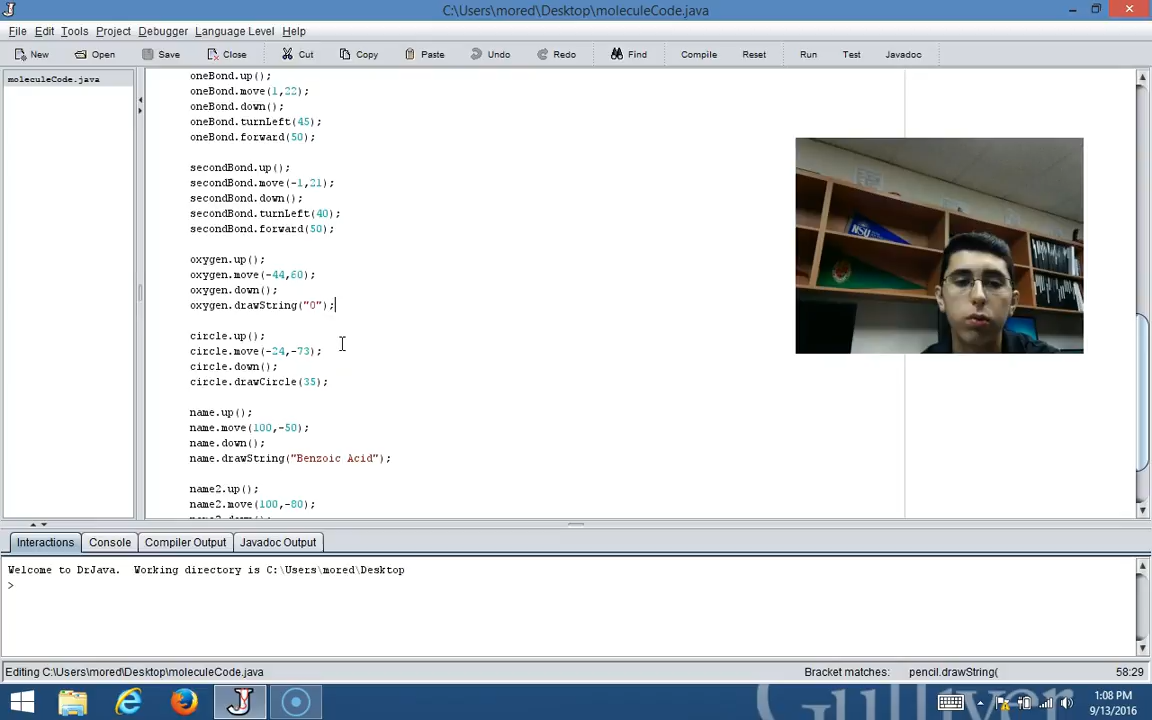 C:\Users\mored\Desktop\moleculeCode.java
File Edit Tools Project Debugger Language Level Help
New Open Save Close Cut Copy Paste Undo Redo Find Compile Reset Run Test Javadoc
moleculeCode.java
oneBond.up();
oneBond.move(1,22);
oneBond.down();
oneBond.turnLeft(45);
oneBond.forward(50);
secondBond.up();
secondBond.move(-1,21);
secondBond.down();
secondBond.turnLeft(40);
secondBond.forward(50);
oxygen.up();
oxygen.move(-44,60);
oxygen.down();
oxygen.drawString("O");
circle.up();
circle.move(-24,-73);
circle.down();
circle.drawCircle(35);
name.up();
name.move(100,-50);
name.down();
name.drawString("Benzoic Acid");
name2.up();
name2.move(100,-80);
NSU
Interactions Console Compiler Output Javadoc Output
Welcome to DrJava. Working directory is C:\Users\mored\Desktop
>
Editing C:\Users\mored\Desktop\moleculeCode.java Bracket matches: pencil.drawString( 58:29
1:08 PM
9/13/2016